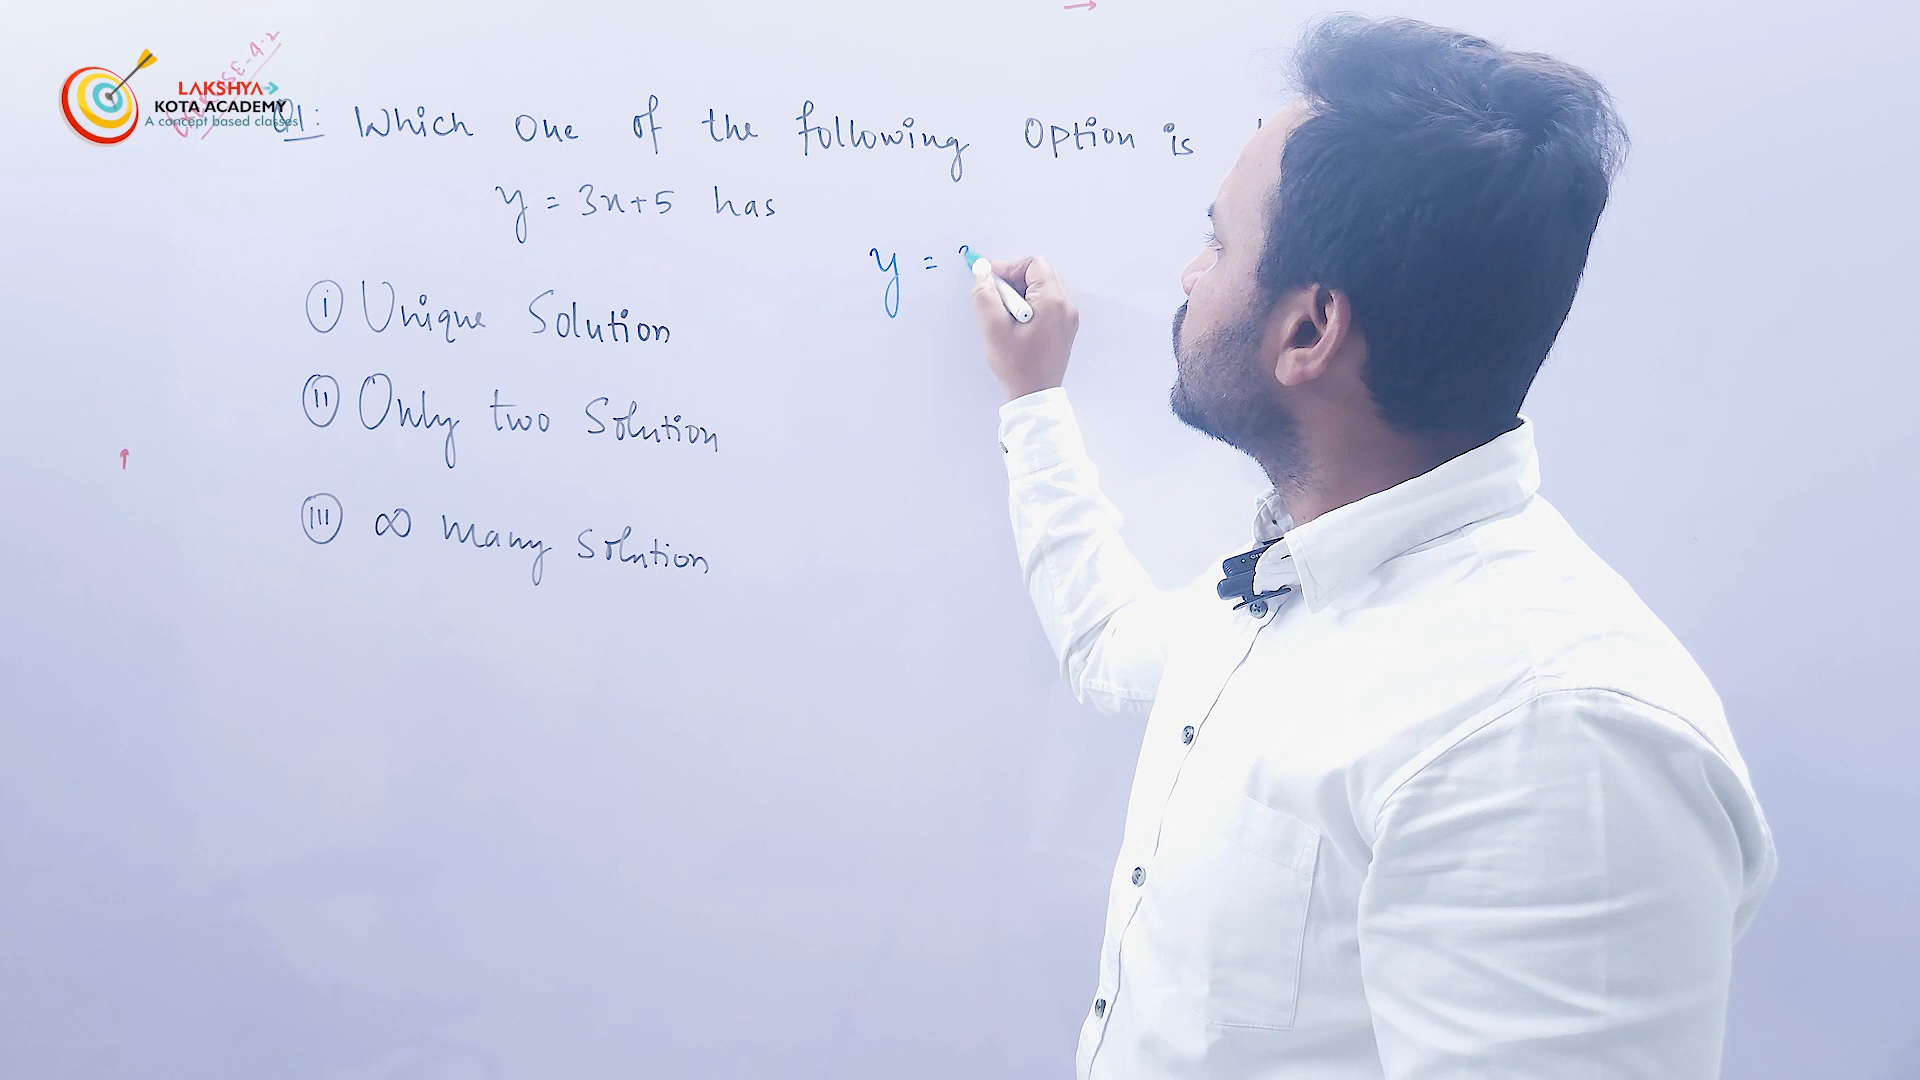 LAKSHYA
KOTA ACADEMY
A concept based classes
Q1: Which One of the following Option is
y = 3x+5 has
y =
i Unique Solution
ii Only two Solution
iii ∞ many Solution